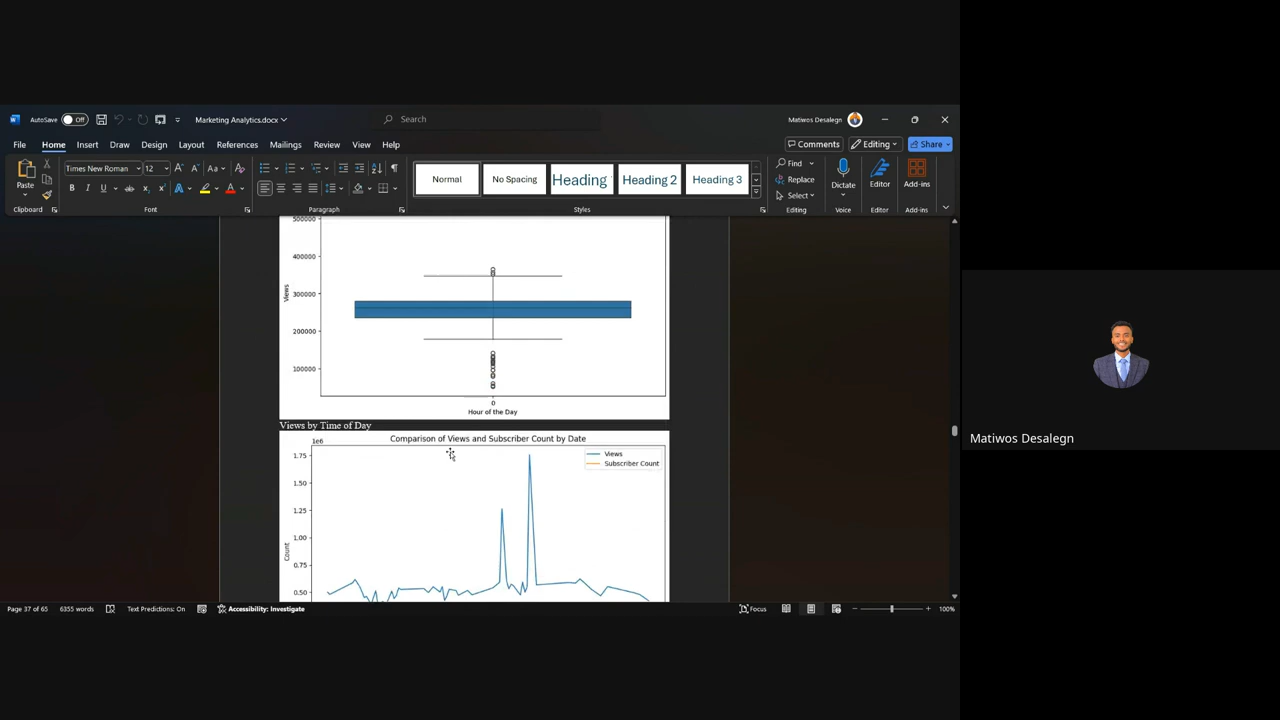 AutoSave Off Marketing Analytics.docx Search Matiwos Desalegn
File Home Insert Draw Design Layout References Mailings Review View Help Comments Editing Share
Paste Times New Roman 12 Normal No Spacing Heading Heading 2 Heading 3 Find Replace Select Dictate Editor Add-ins
Clipboard Font Paragraph Styles Editing Voice Editor Add-ins
500000
400000
300000
200000
100000
Views
0
Hour of the Day
Views by Time of Day
Comparison of Views and Subscriber Count by Date
1e6
Views
Subscriber Count
1.75
1.50
1.25
1.00
0.75
0.50
Count
Page 37 of 65 6355 words Text Predictions: On Accessibility: Investigate Focus 100%
Matiwos Desalegn